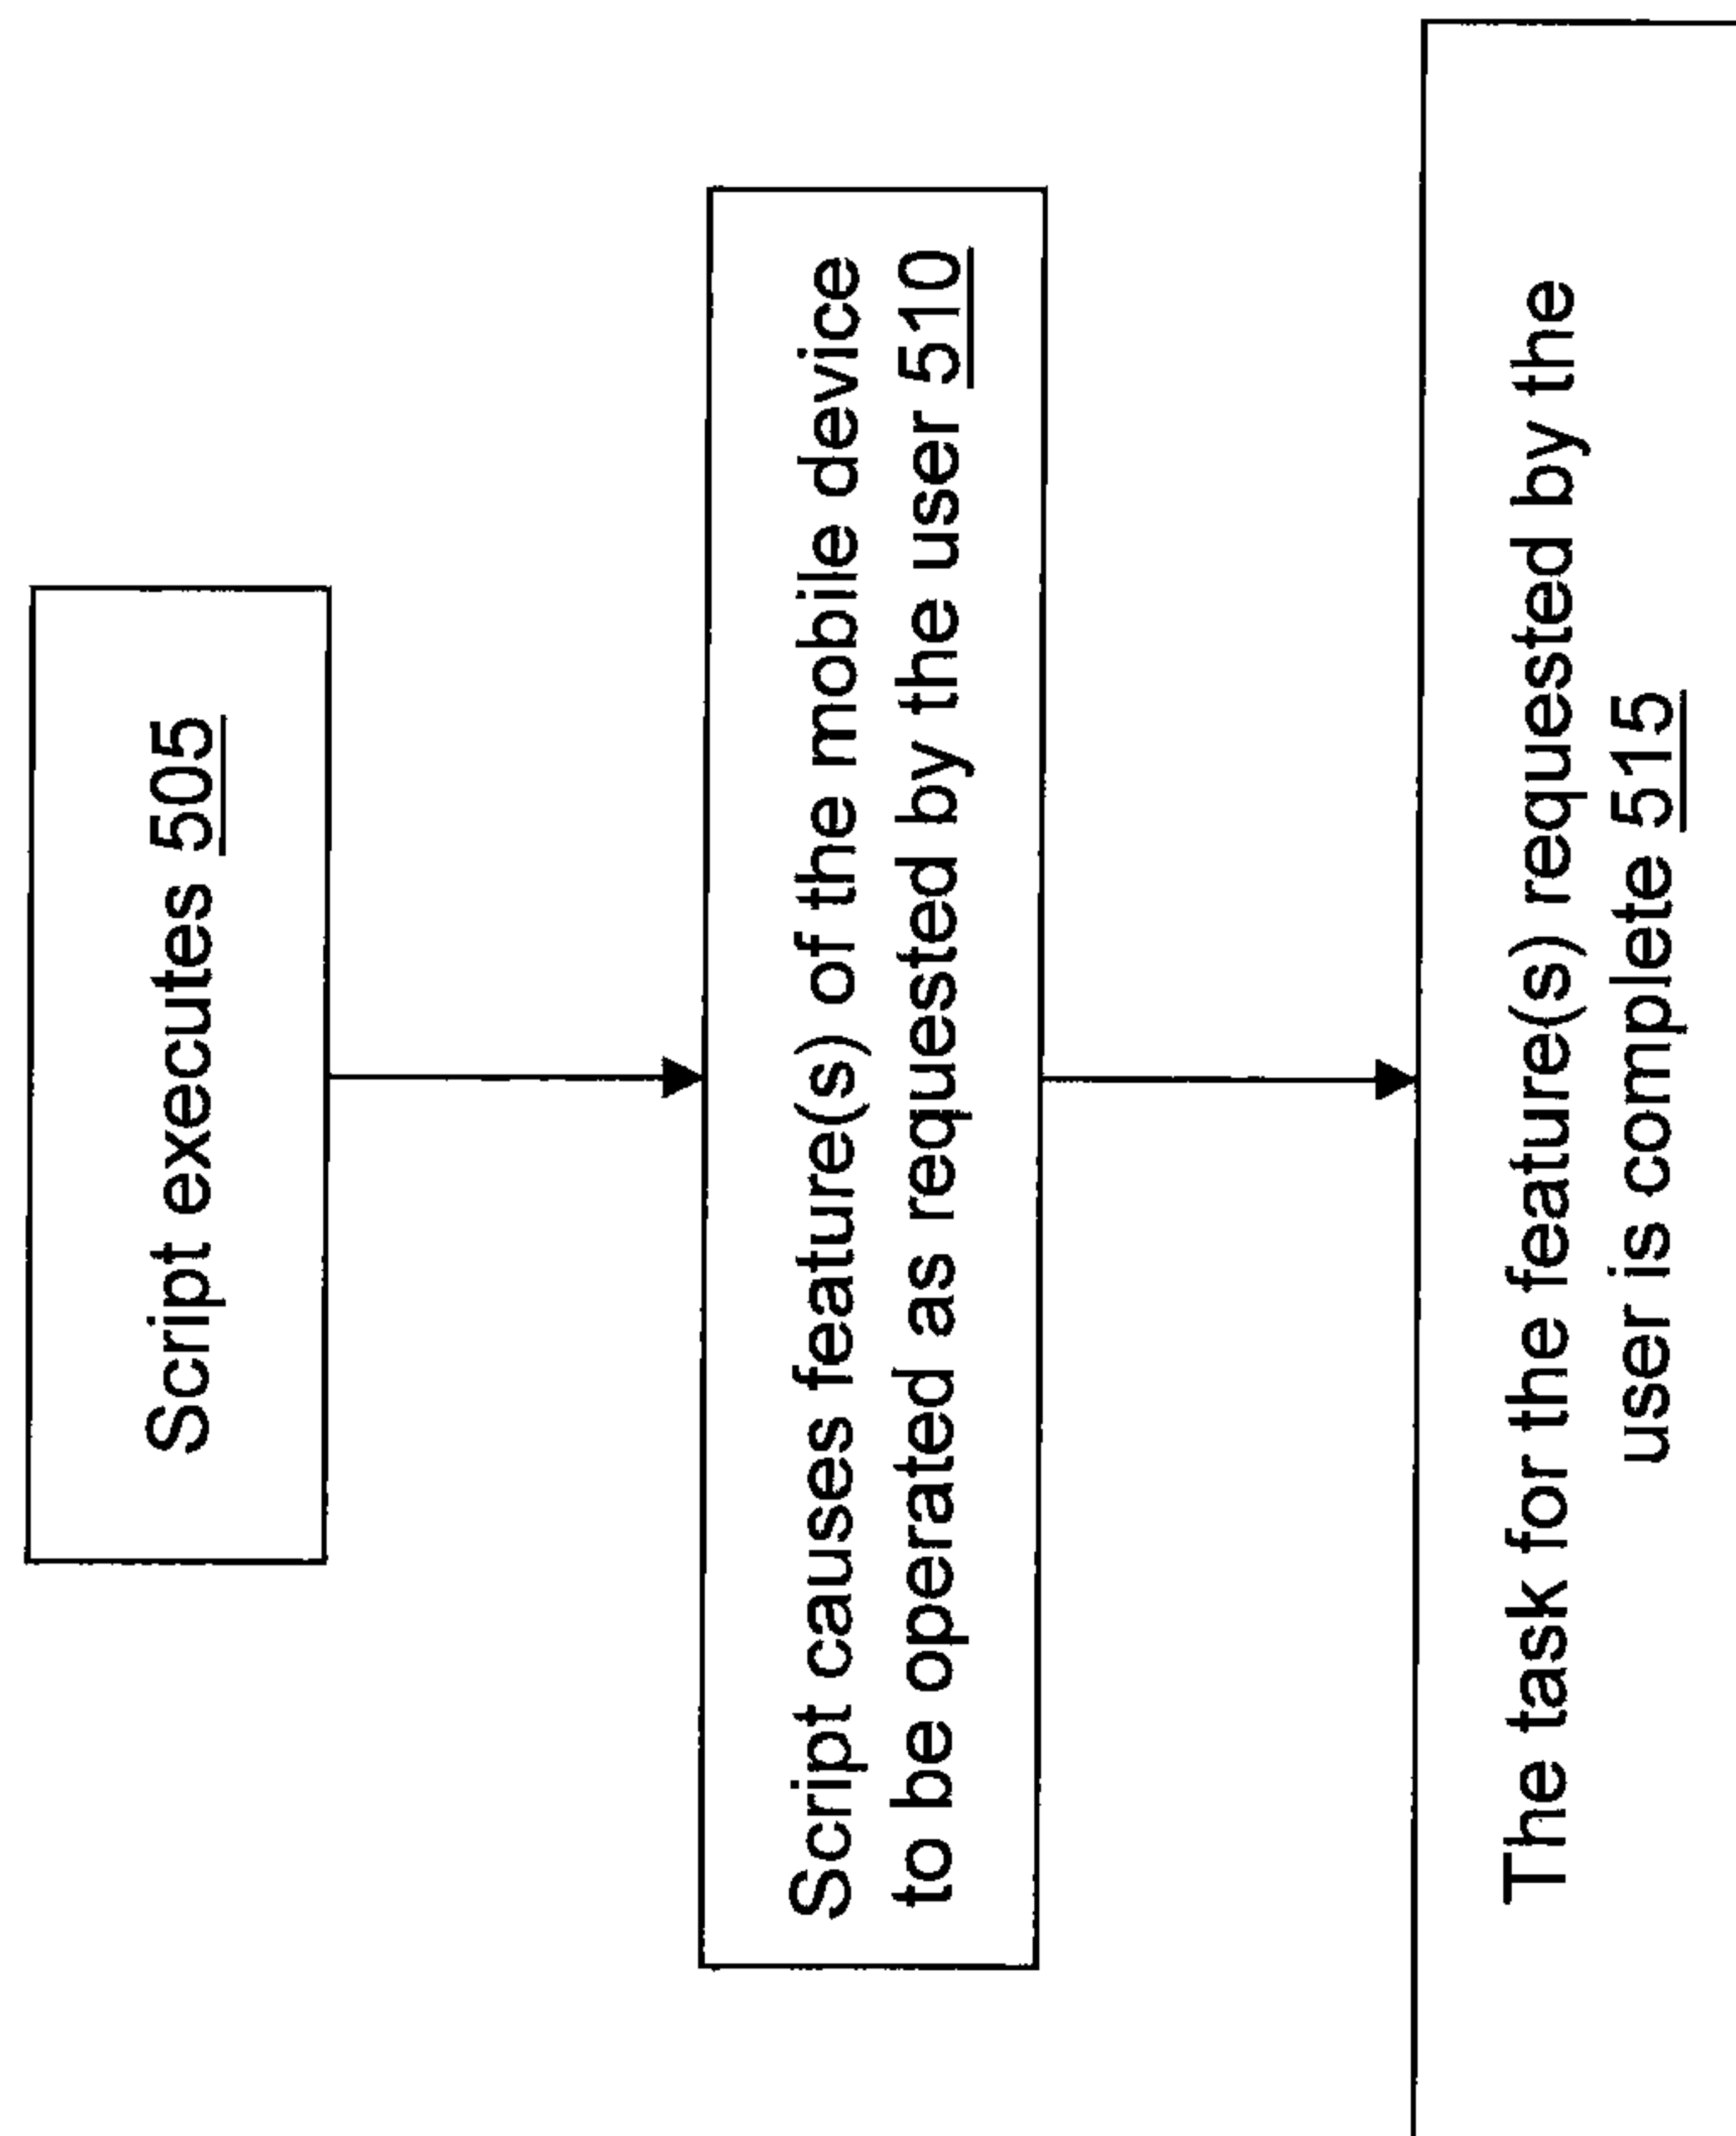 Script executes 505
Script causes feature(s) of the mobile device
to be operated as requested by the user 510
The task for the feature(s) requested by the
user is complete 515